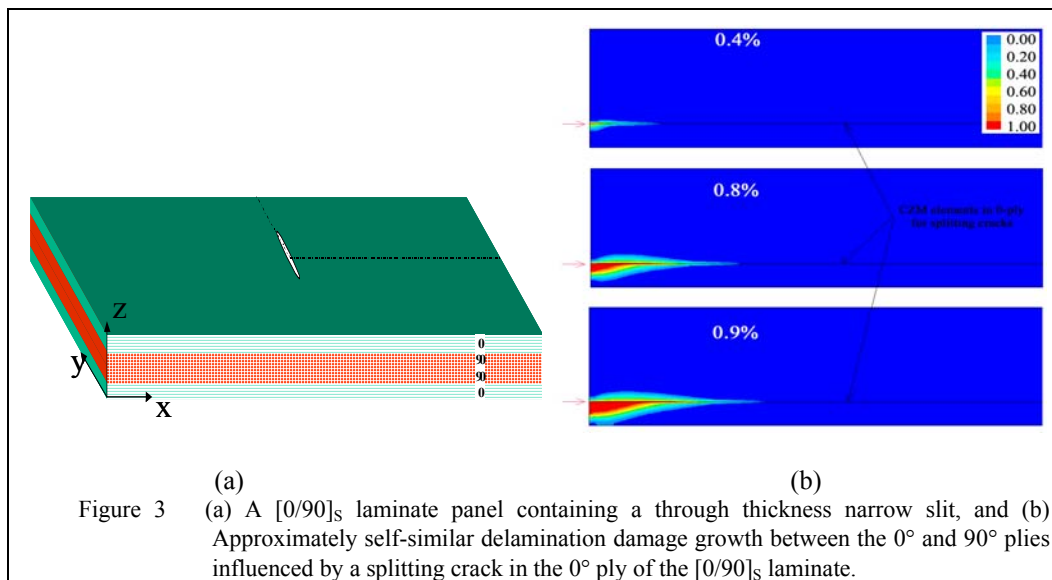 0.4%
0.00
0.20
0.40
0.60
0.80
1.00
0.8%
CZM elements in 0-ply
for splitting cracks
0.9%
z
y
x
0
90
90
0
(a)
(b)
Figure 3 (a) A [0/90]S laminate panel containing a through thickness narrow slit, and (b)
Approximately self-similar delamination damage growth between the 0° and 90° plies
influenced by a splitting crack in the 0° ply of the [0/90]S laminate.